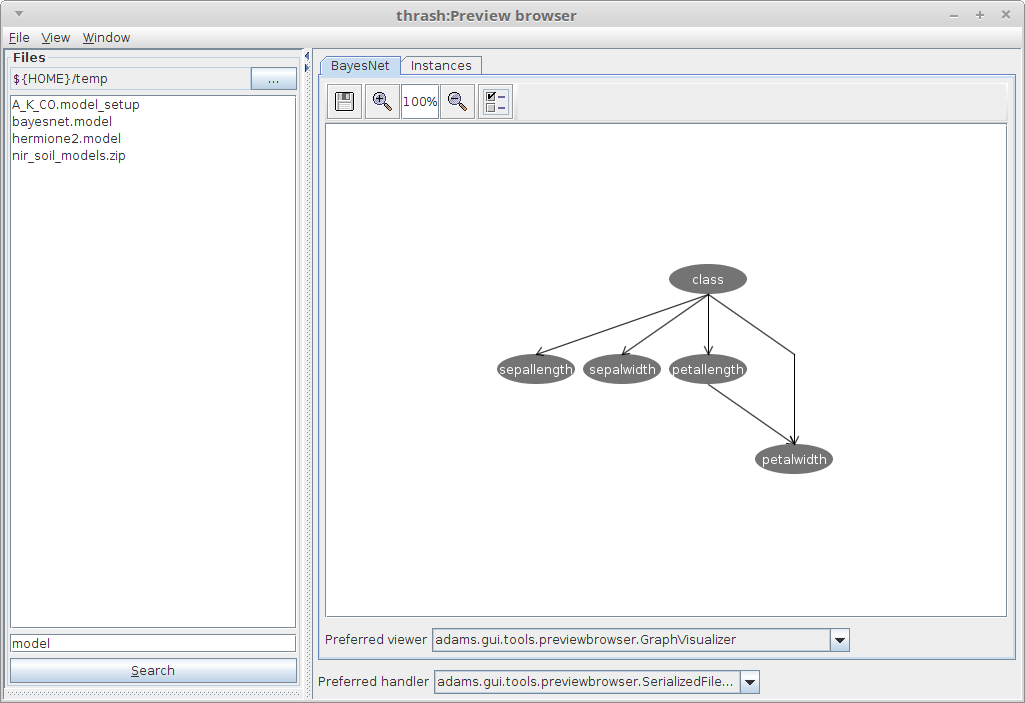 thrash:Preview browser
File View Window
Files
${HOME}/temp
...
A_K_CO.model_setup
bayesnet.model
hermione2.model
nir_soil_models.zip
model
Search
BayesNet Instances
100%
class
sepallength sepalwidth petallength
petalwidth
Preferred viewer adams.gui.tools.previewbrowser.GraphVisualizer
Preferred handler adams.gui.tools.previewbrowser.SerializedFile...